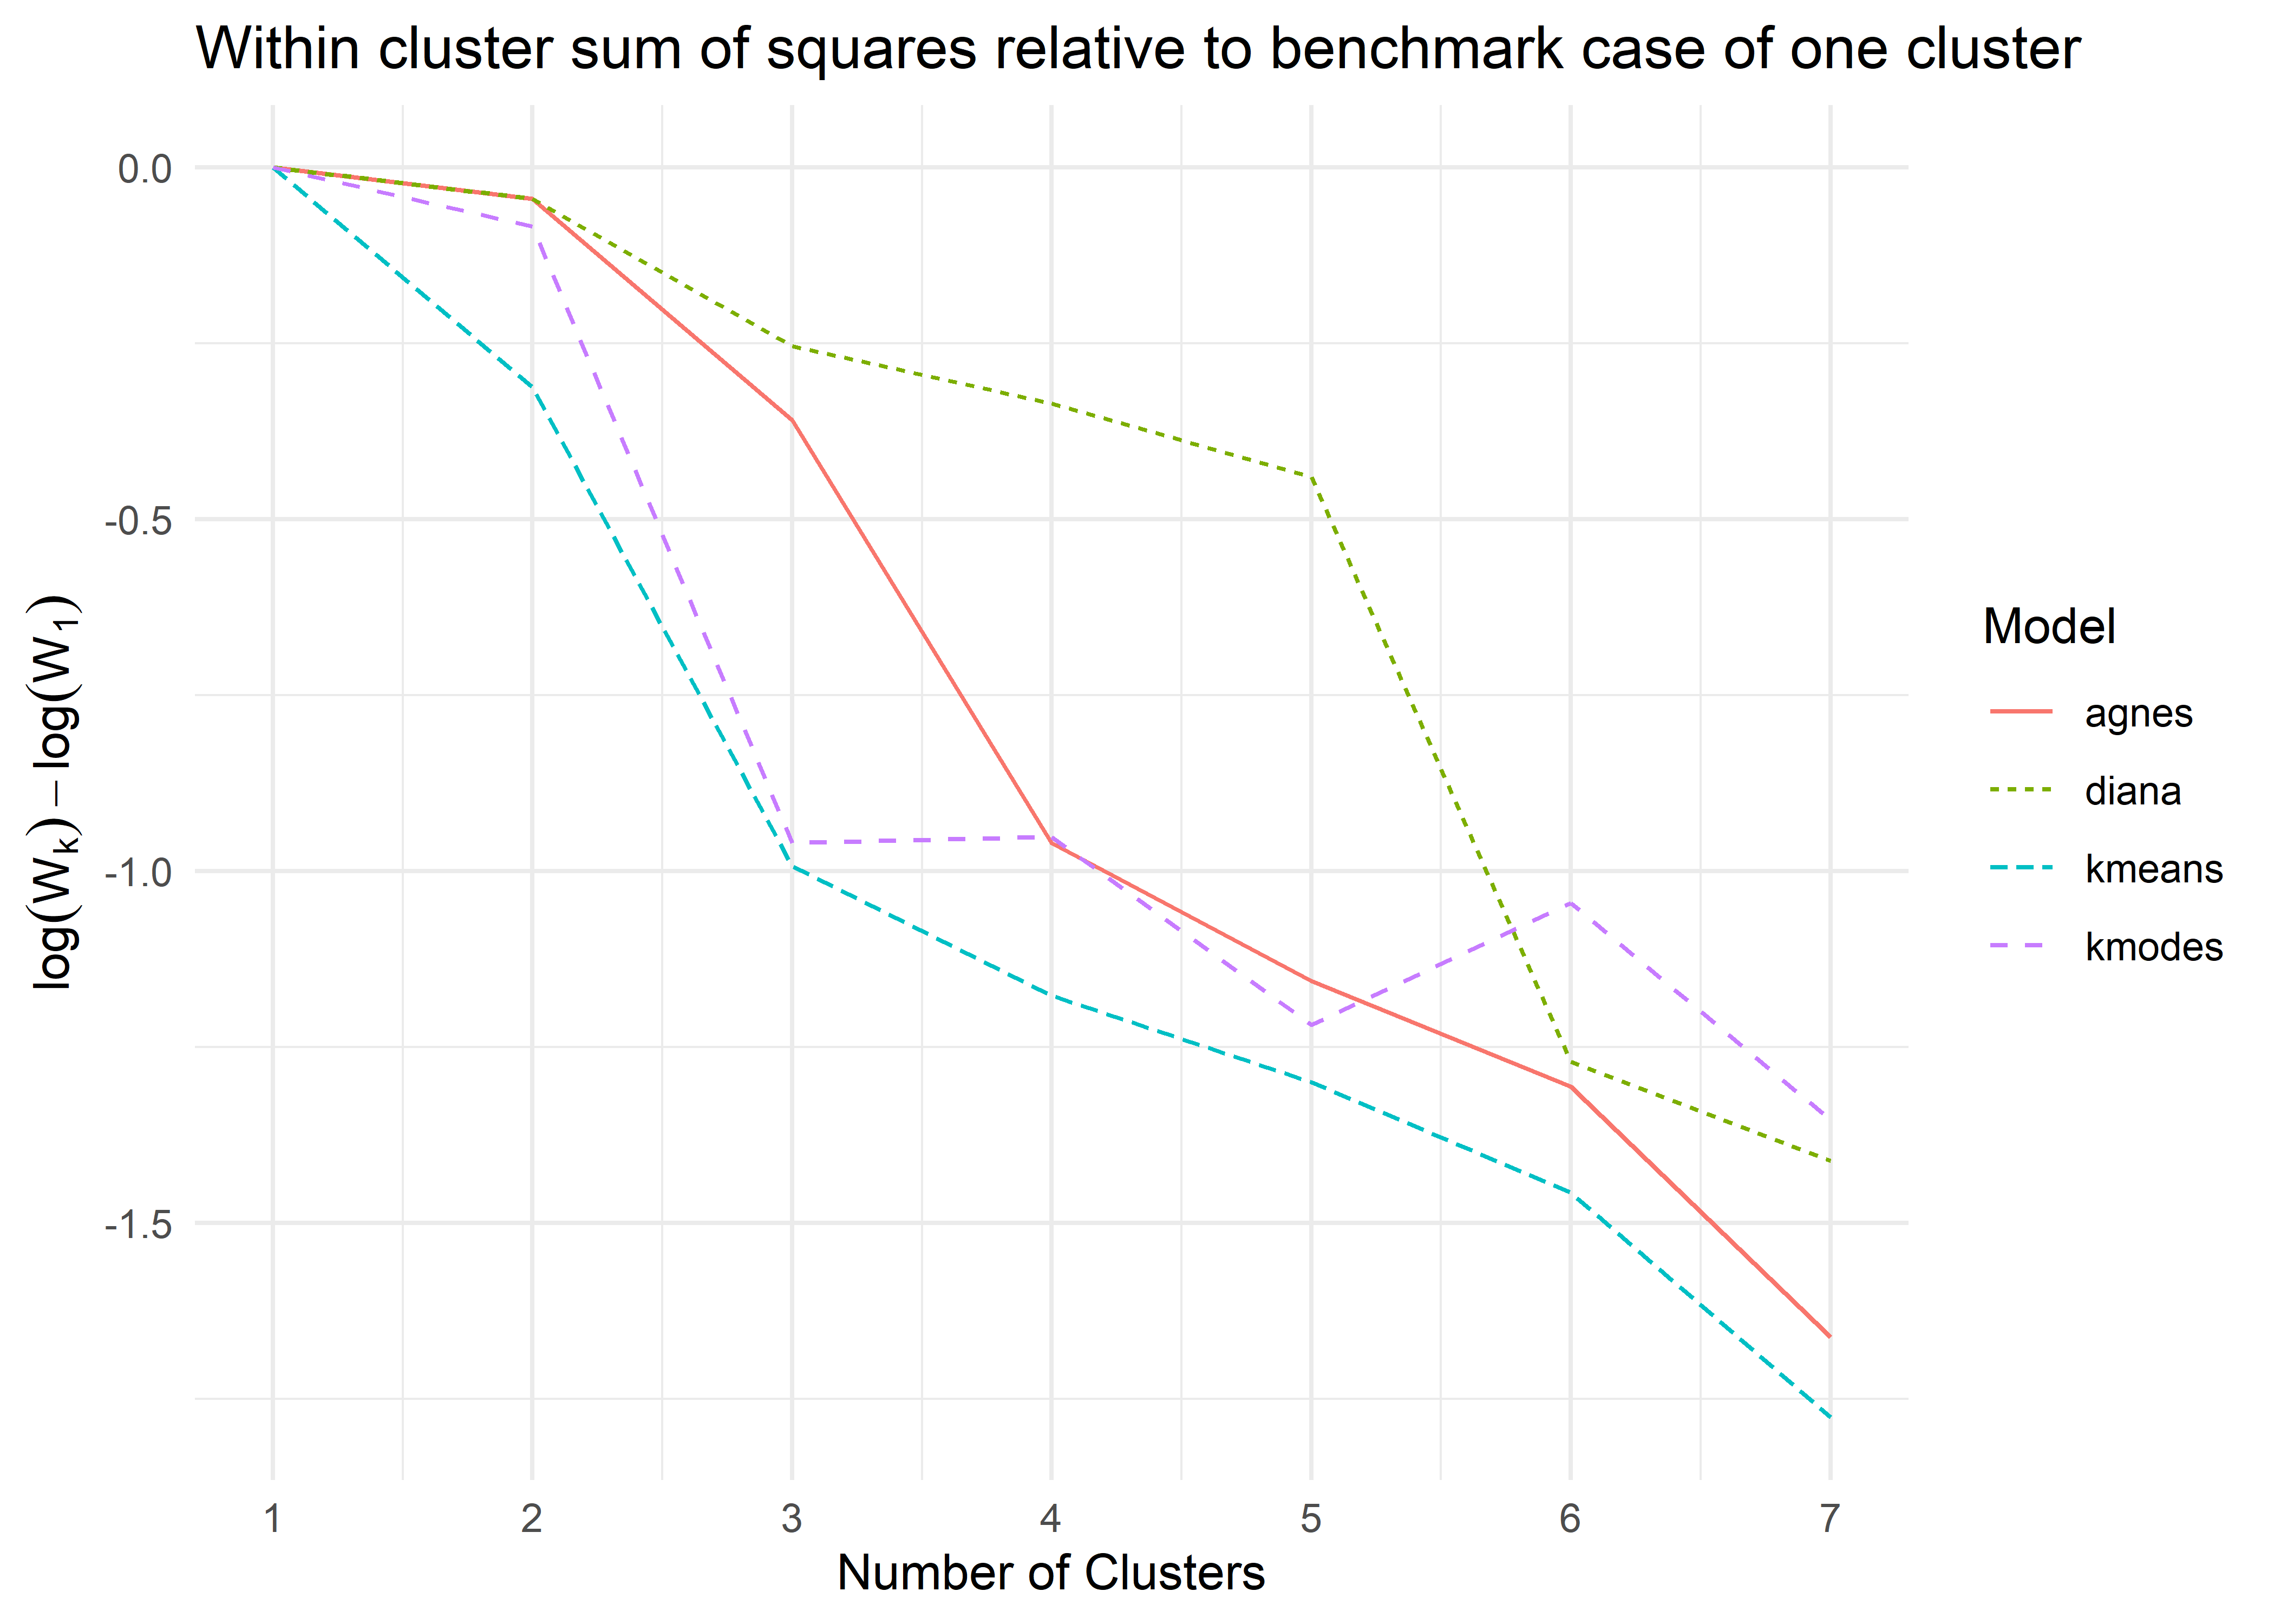 Within cluster sum of squares relative to benchmark case of one cluster
log(Wₖ) – log(W₁)
0.0
-0.5
-1.0
-1.5
1 2 3 4 5 6 7
Number of Clusters
Model
agnes
diana
kmeans
kmodes